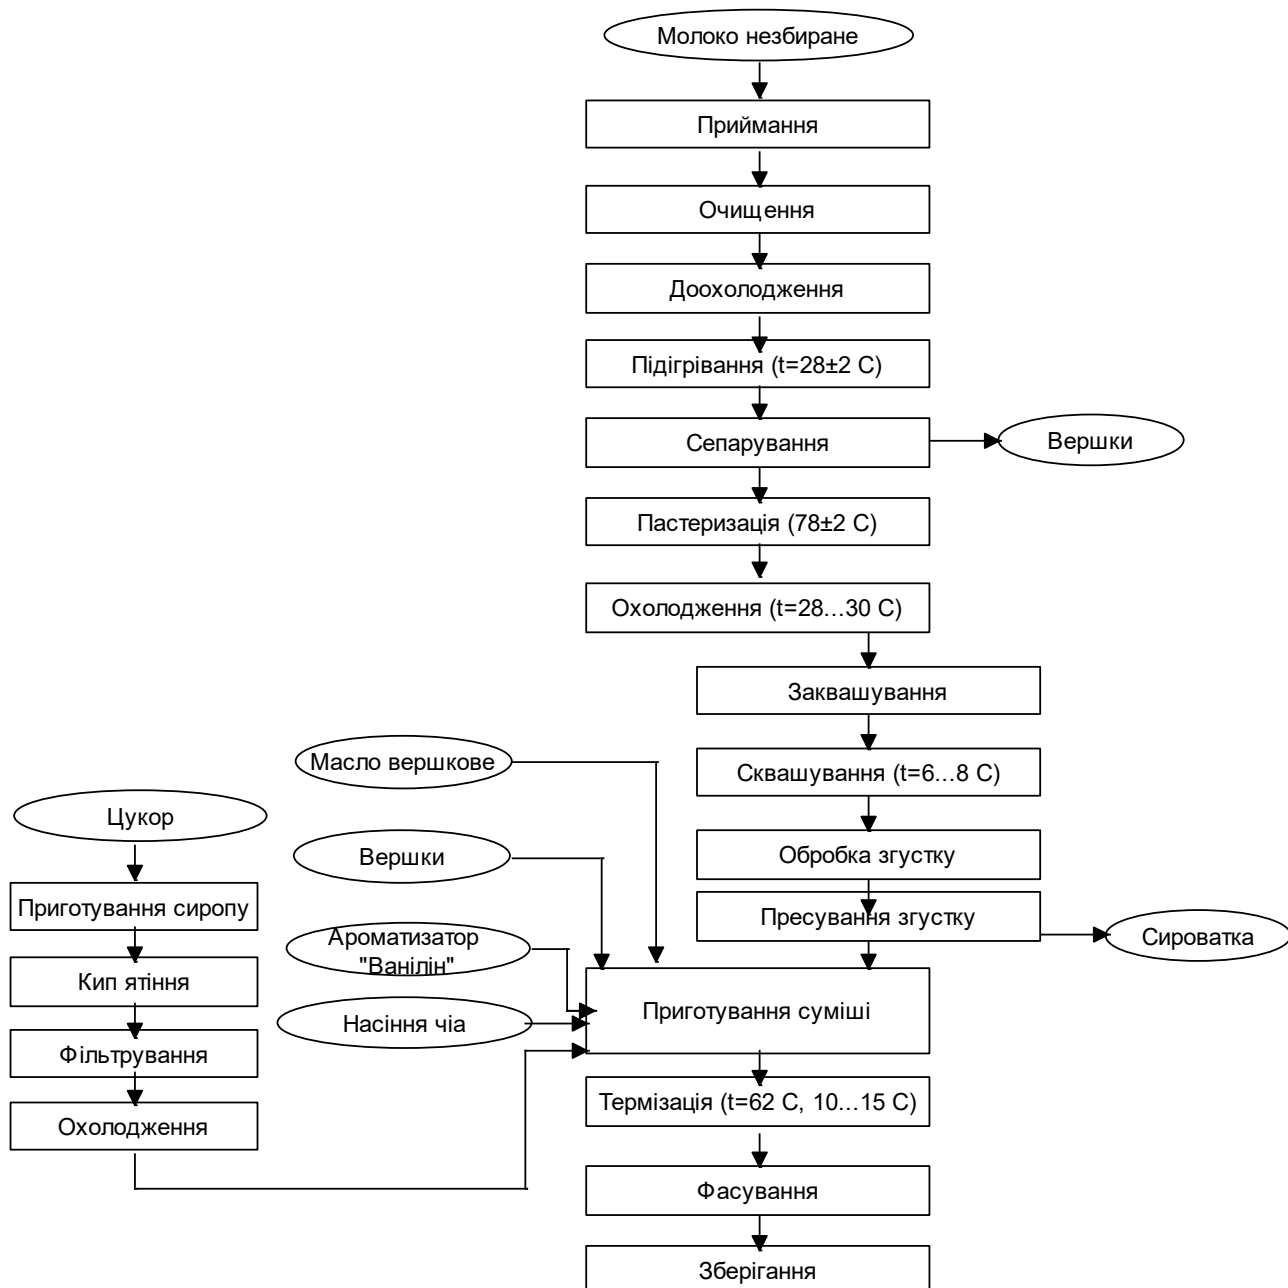 Молоко незбиране
Приймання
Очищення
Доохолодження
Підігрівання (t=28±2 С)
Сепарування
Вершки
Пастеризація (78±2 С)
Охолодження (t=28...30 С)
Заквашування
Сквашування (t=6...8 С)
Обробка згустку
Пресування згустку
Сироватка
Масло вершкове
Вершки
Ароматизатор
"Ванілін"
Насіння чіа
Цукор
Приготування сиропу
Кип ятіння
Фільтрування
Охолодження
Приготування суміші
Термізація (t=62 С, 10...15 С)
Фасування
Зберігання